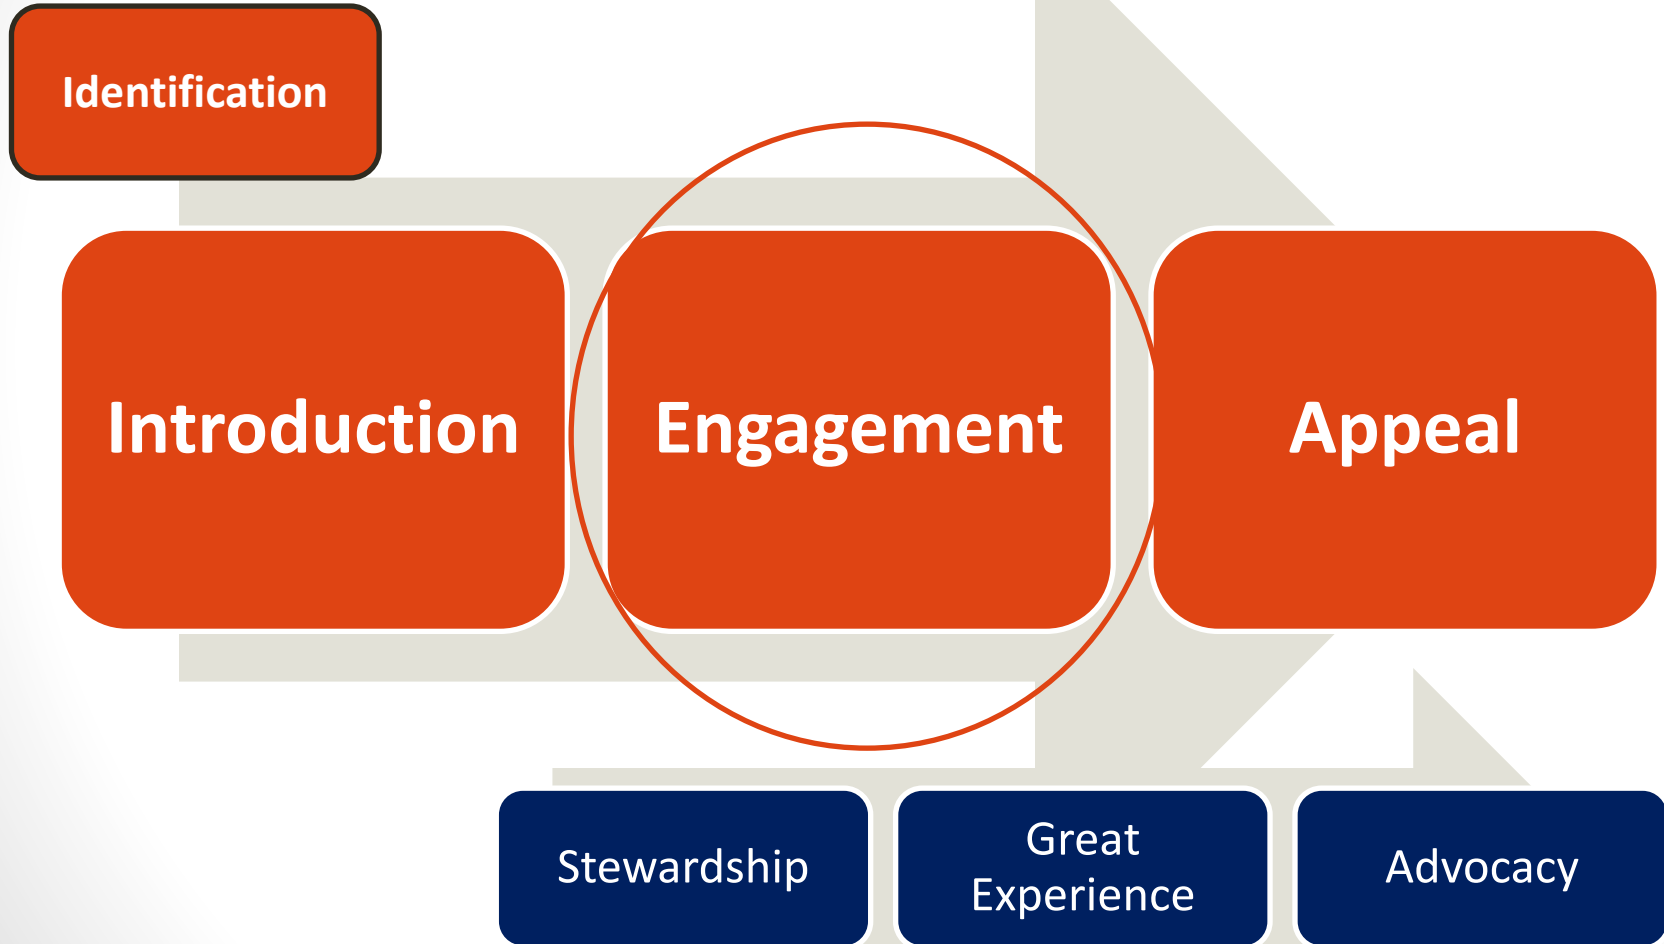 Identification
Introduction
Engagement
Appeal
Stewardship
Great
Experience
Advocacy